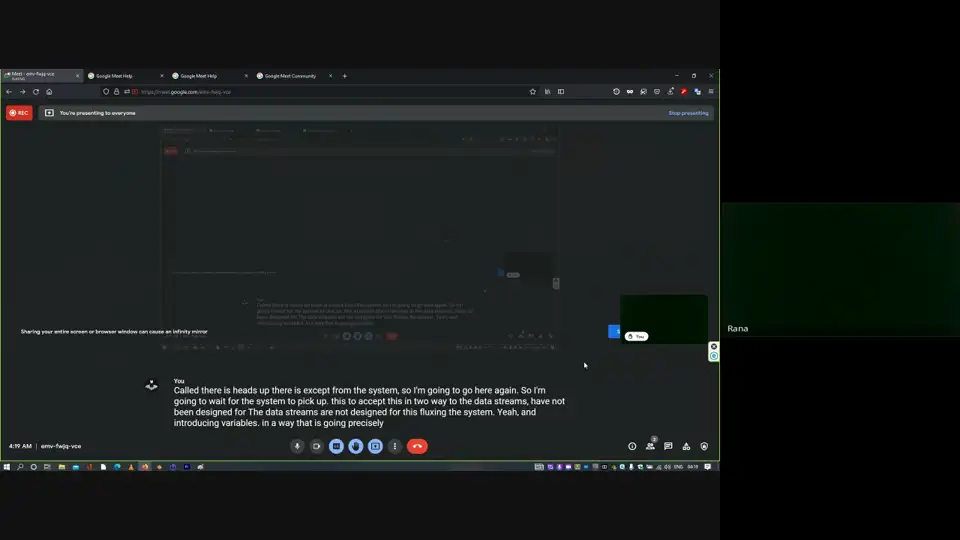 Meet - emv-fwjq-vce
Google Meet Help
Google Meet Help
Google Meet Community
https://meet.google.com/emv-fwjq-vce
REC
You're presenting to everyone
Stop presenting
Sharing your entire screen or browser window can cause an infinity mirror
You
Rana
You
Called there is heads up there is except from the system, so I'm going to go here again. So I'm
going to wait for the system to pick up. this to accept this in two way to the data streams, have not
been designed for The data streams are not designed for this fluxing the system. Yeah, and
introducing variables. in a way that is going precisely
4:19 AM | emv-fwjq-vce
2
ENG
04:19